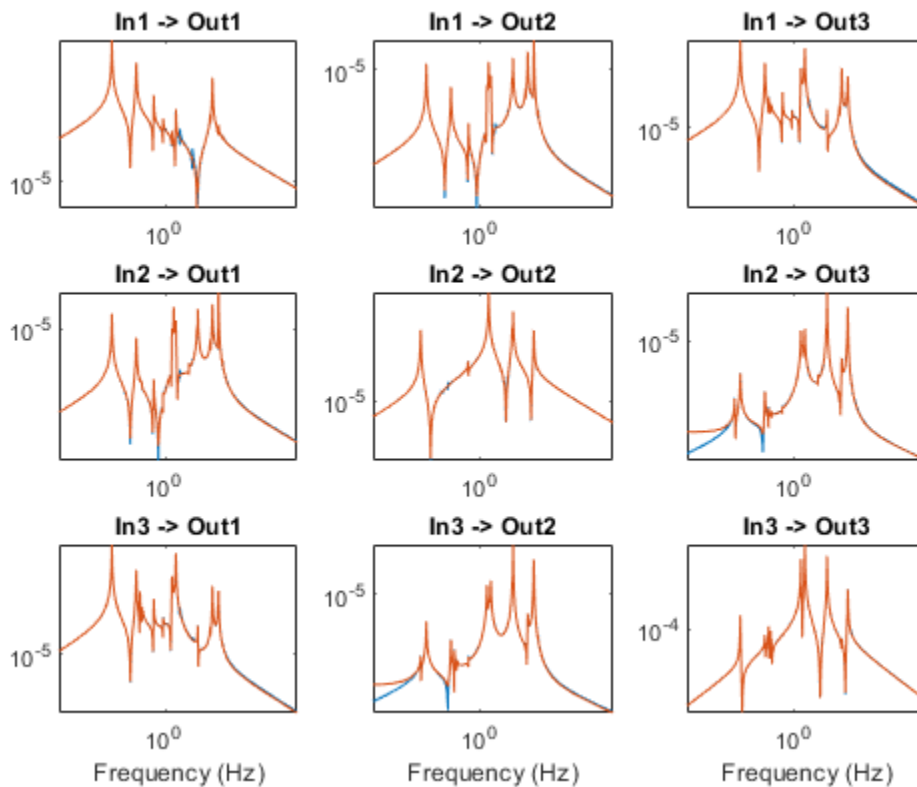 In1 -> Out1
In1 -> Out2
In1 -> Out3
10^-5
10^-5
10^-5
10^0
10^0
10^0
In2 -> Out1
In2 -> Out2
In2 -> Out3
10^-5
10^-5
10^-5
10^0
10^0
10^0
In3 -> Out1
In3 -> Out2
In3 -> Out3
10^-5
10^-5
10^-4
10^0
10^0
10^0
Frequency (Hz)
Frequency (Hz)
Frequency (Hz)